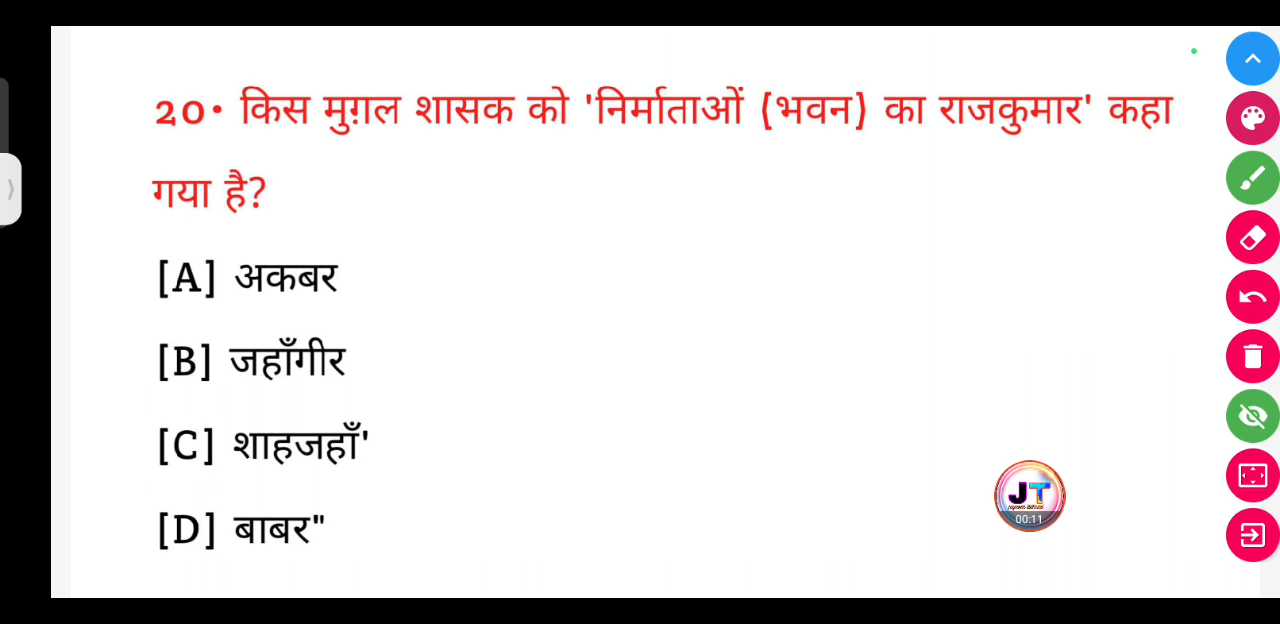 20• किस मुग़ल शासक को 'निर्माताओं (भवन) का राजकुमार' कहा
गया है?
[A] अकबर
[B] जहाँगीर
[C] शाहजहाँ'
[D] बाबर"
JT
00:11